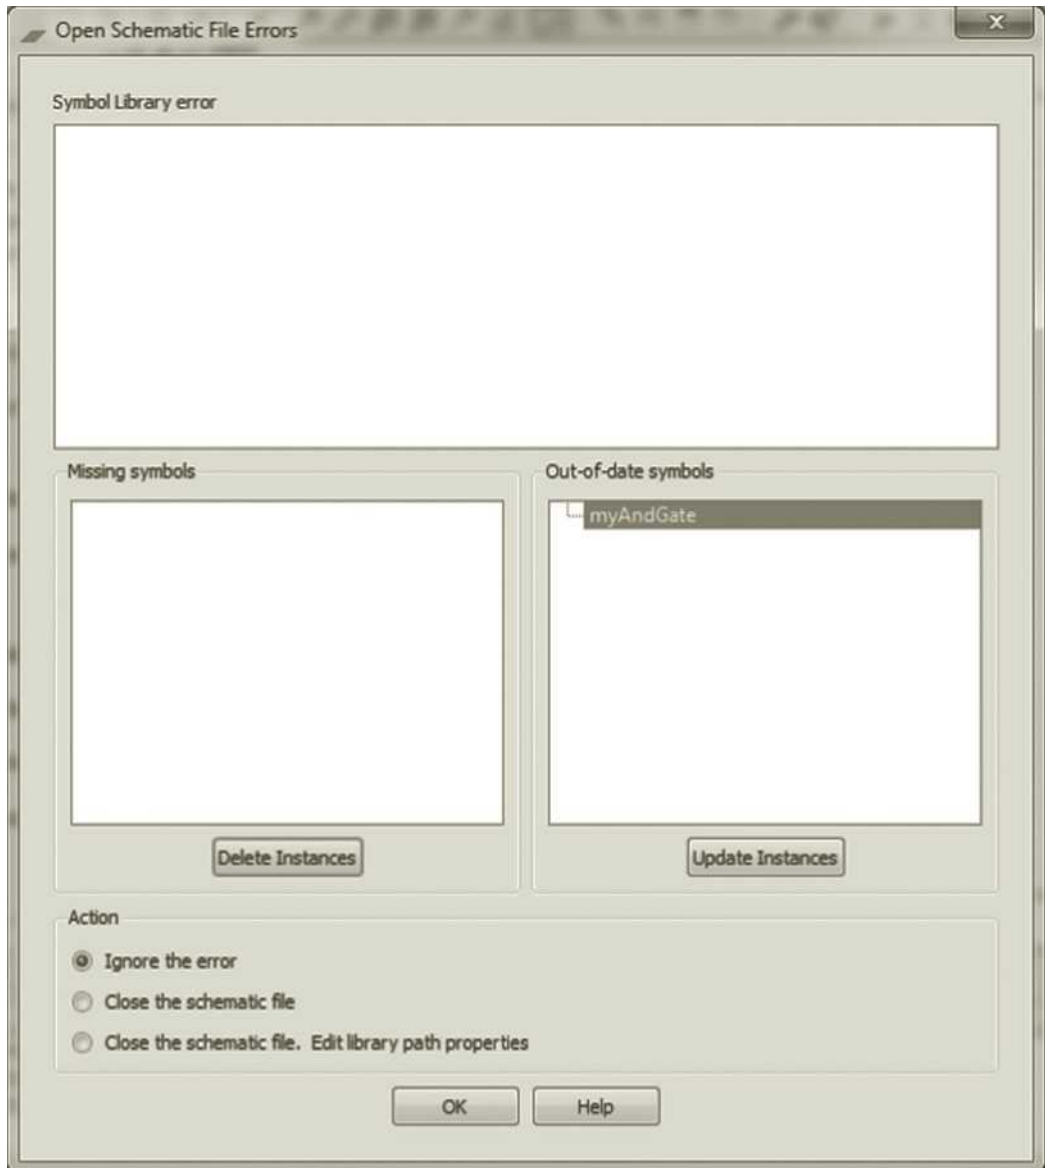 Open Schematic File Errors
X
Symbol Library error
Missing symbols
Out-of-date symbols
myAndGate
Delete Instances
Update Instances
Action
Ignore the error
Close the schematic file
Close the schematic file.  Edit library path properties
OK
Help